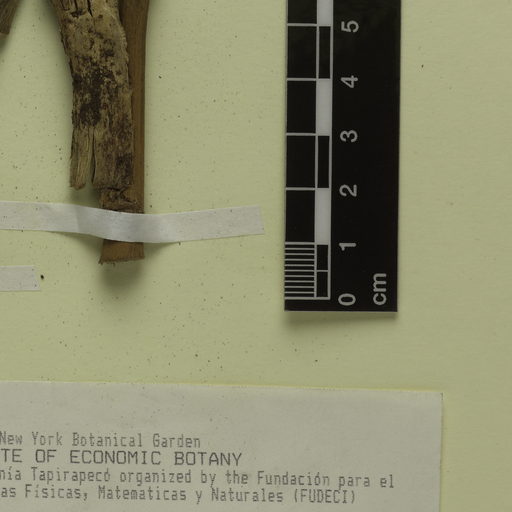 5
4
3
2
1
0 cm
New York Botanical Garden
TE OF ECONOMIC BOTANY
nía Tapirapecó organized by the Fundación para el
as Físicas, Matematicas y Naturales (FUDECI)